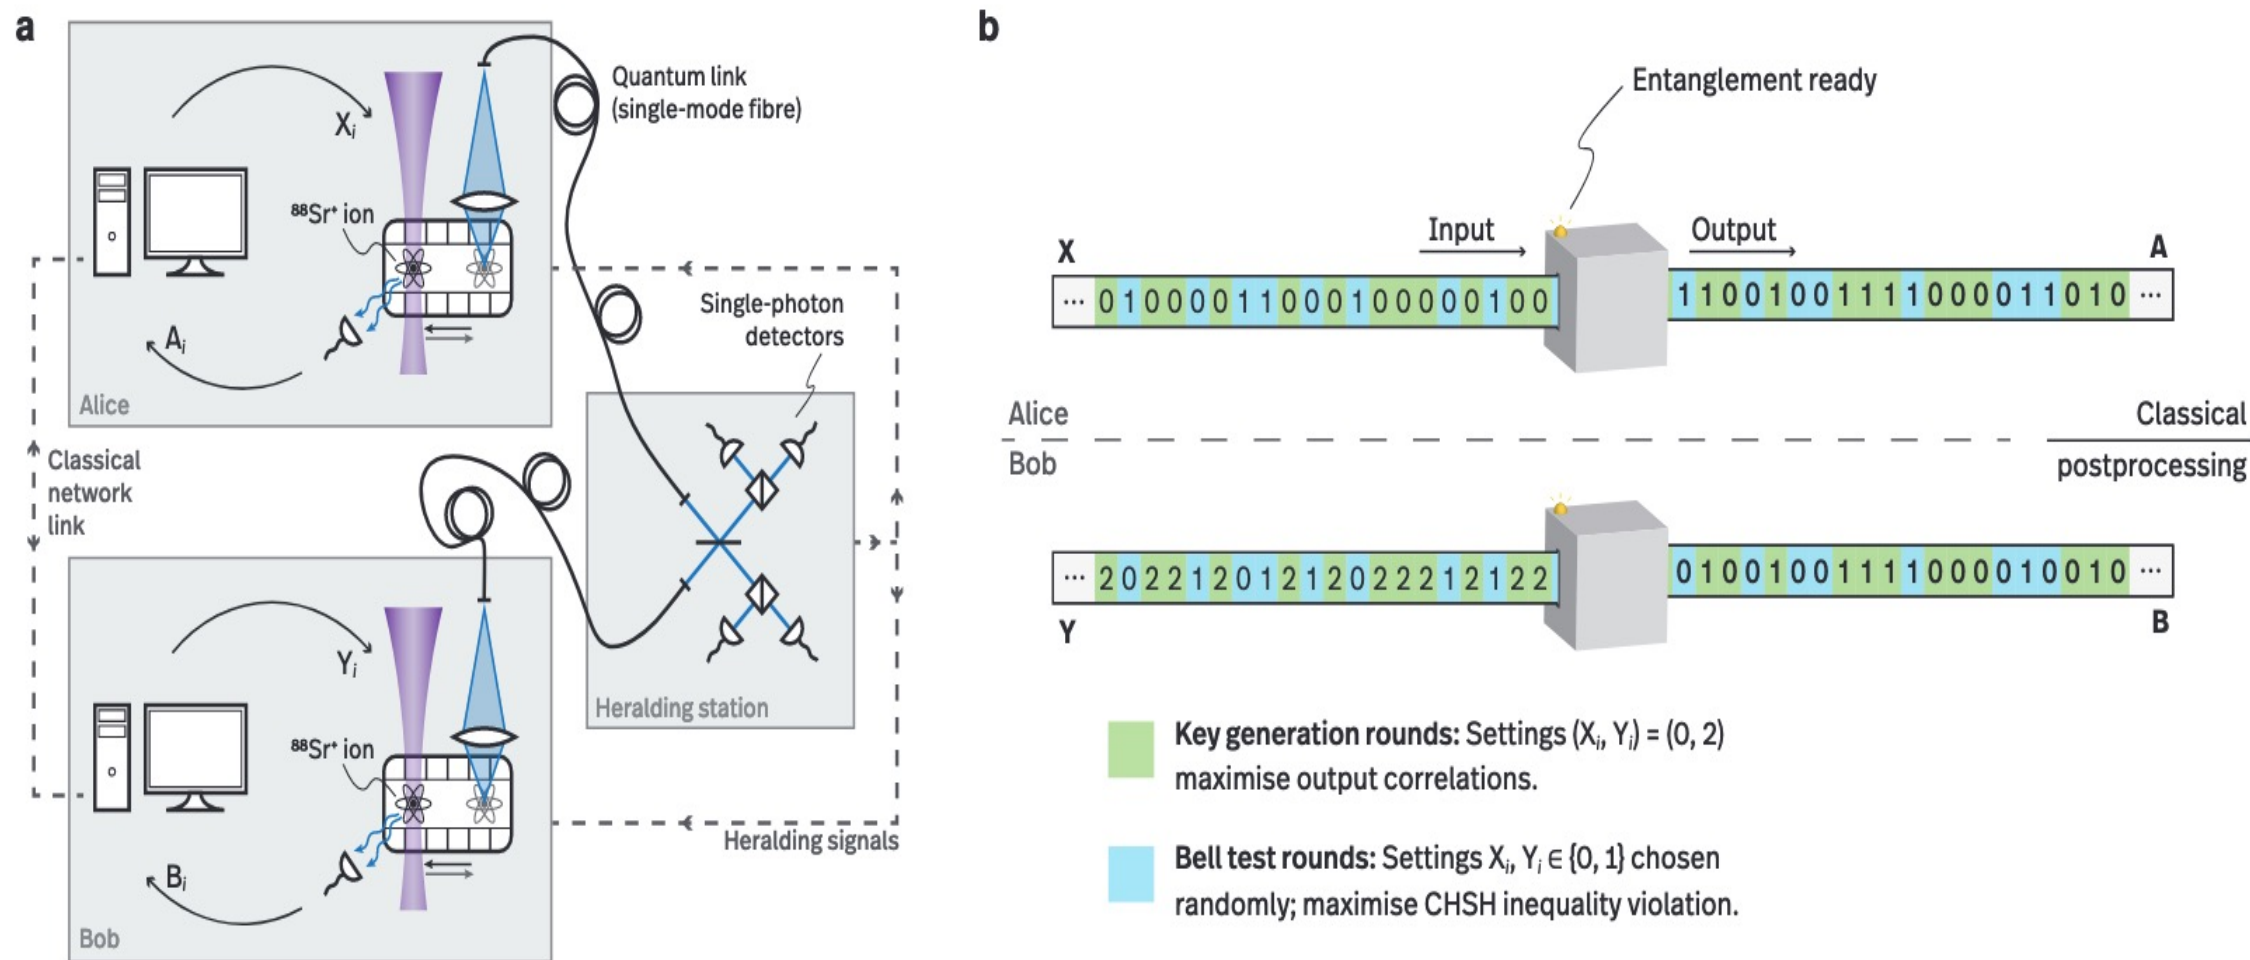 a
Quantum link
(single-mode fibre)
Xᵢ
⁸⁸Sr⁺ ion
Aᵢ
Alice
Single-photon
detectors
Classical
network
link
Heralding station
Yᵢ
⁸⁸Sr⁺ ion
Bᵢ
Bob
Heralding signals
b
Entanglement ready
Input
Output
X
A
... 0 1 0 0 0 0 1 1 0 0 0 1 0 0 0 0 0 1 0 0
1 1 0 0 1 0 0 1 1 1 1 0 0 0 0 1 1 0 1 0 ...
Alice
Bob
Classical
postprocessing
... 2 0 2 2 1 2 0 1 2 1 2 0 2 2 2 1 2 1 2 2
0 1 0 0 1 0 0 1 1 1 1 0 0 0 0 1 0 0 1 0 ...
Y
B
Key generation rounds: Settings (Xᵢ, Yᵢ) = (0, 2)
maximise output correlations.
Bell test rounds: Settings Xᵢ, Yᵢ ∈ {0, 1} chosen
randomly; maximise CHSH inequality violation.